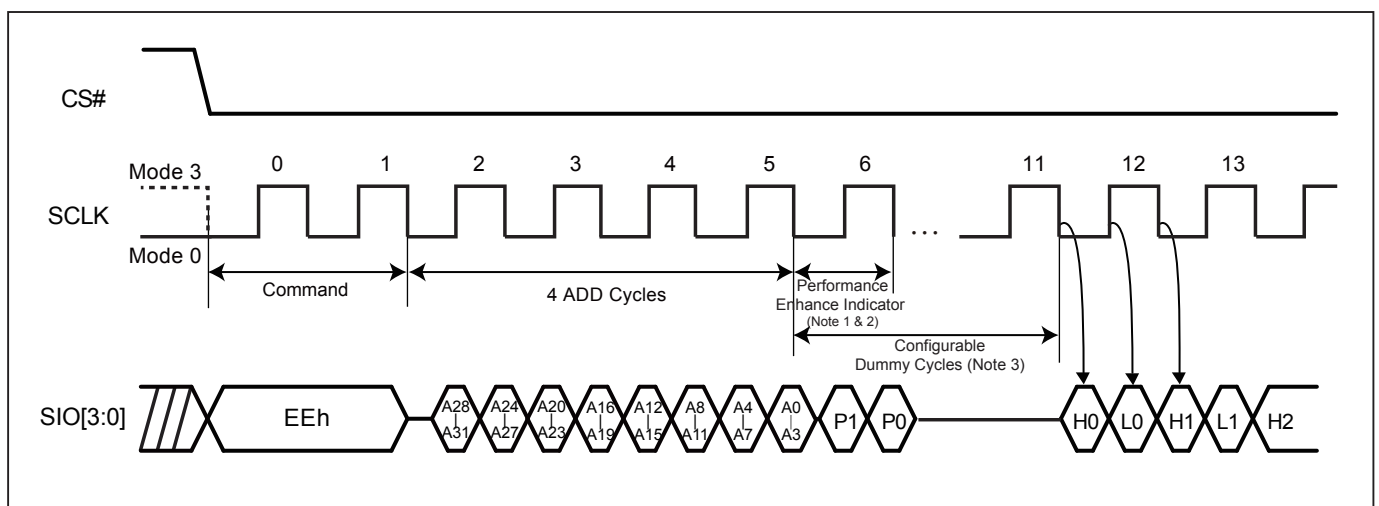 CS#
Mode 3
0 1 2 3 4 5 6 11 12 13
SCLK
...
Mode 0
Command
4 ADD Cycles
Performance
Enhance Indicator
(Note 1 & 2)
Configurable
Dummy Cycles (Note 3)
SIO[3:0]
EEh
A28
|
A31
A24
|
A27
A20
|
A23
A16
|
A19
A12
|
A15
A8
|
A11
A4
|
A7
A0
|
A3
P1
P0
H0
L0
H1
L1
H2